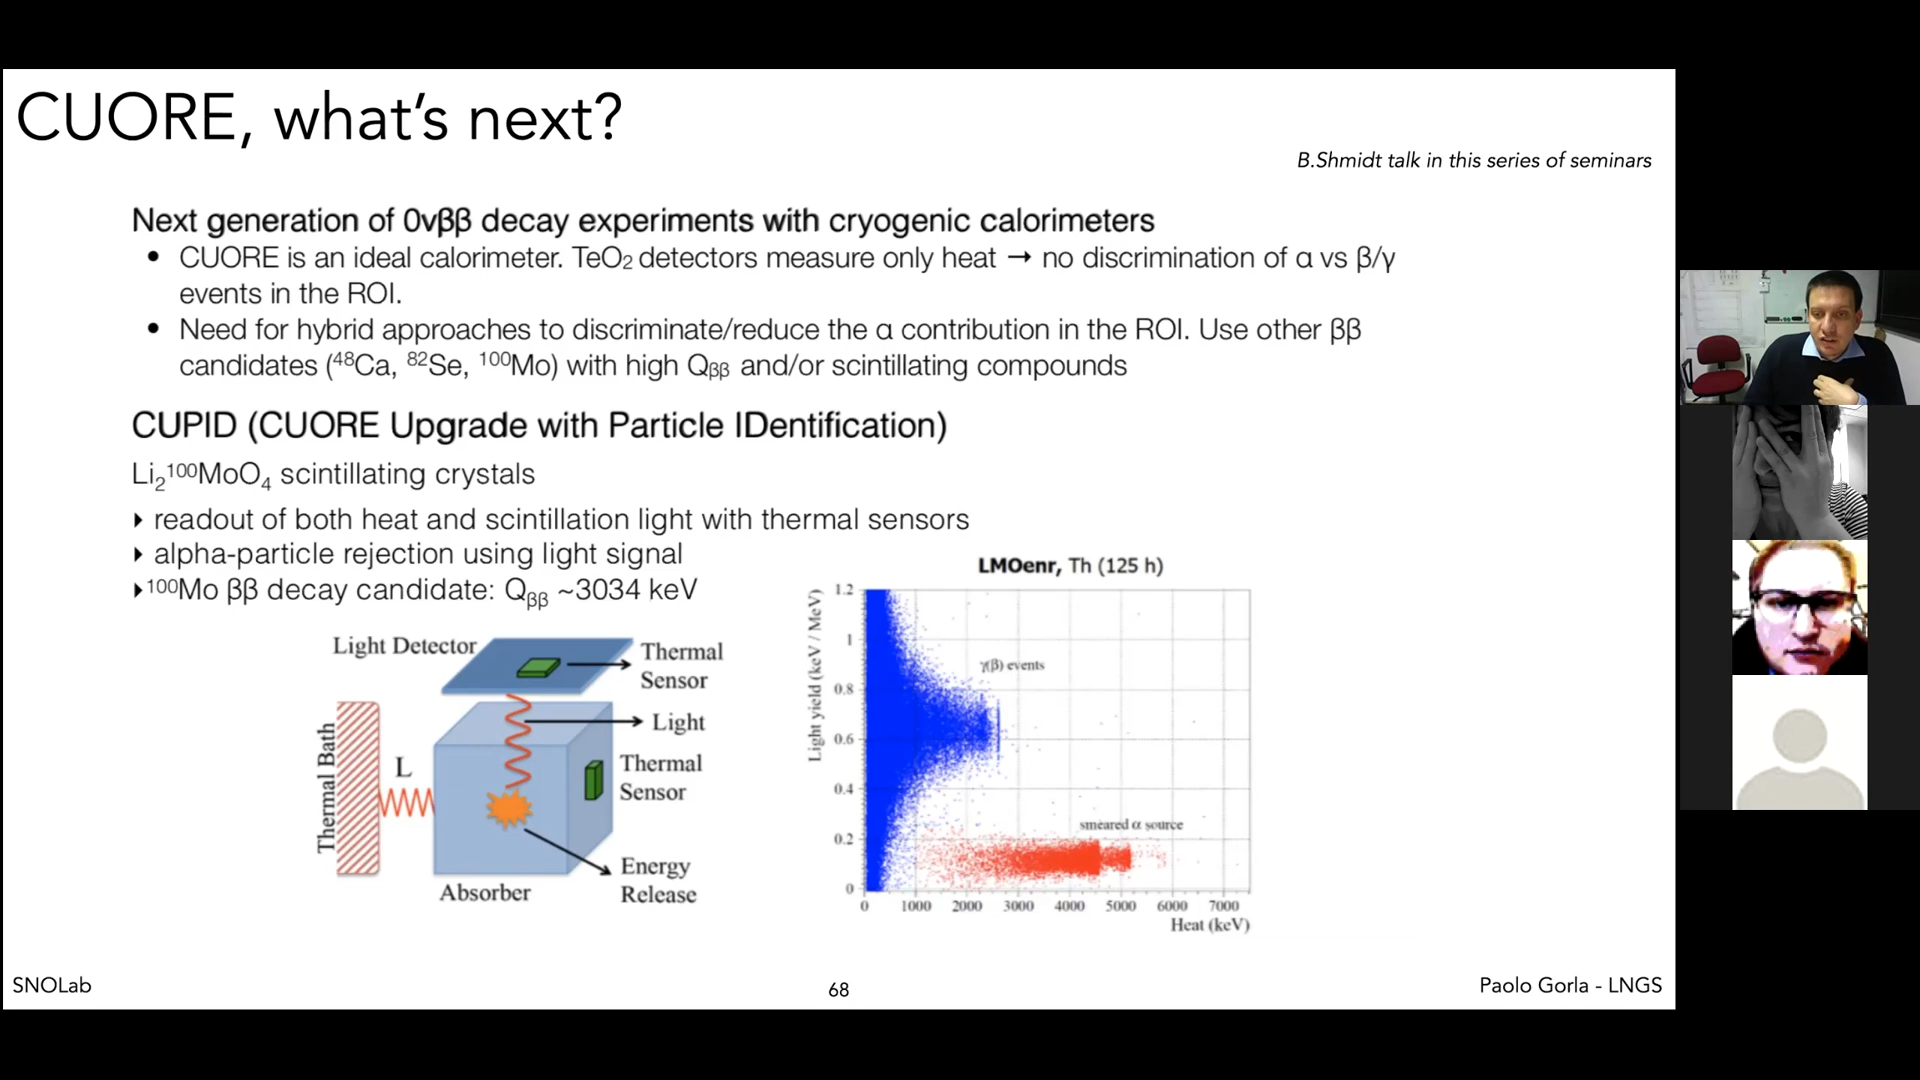 CUORE, what's next?
B.Shmidt talk in this series of seminars
Next generation of 0νββ decay experiments with cryogenic calorimeters
• CUORE is an ideal calorimeter. TeO₂ detectors measure only heat → no discrimination of α vs β/γ
events in the ROI.
• Need for hybrid approaches to discriminate/reduce the α contribution in the ROI. Use other ββ
candidates (⁴⁸Ca, ⁸²Se, ¹⁰⁰Mo) with high Qββ and/or scintillating compounds
CUPID (CUORE Upgrade with Particle IDentification)
Li₂¹⁰⁰MoO₄ scintillating crystals
‣ readout of both heat and scintillation light with thermal sensors
‣ alpha-particle rejection using light signal
‣ ¹⁰⁰Mo ββ decay candidate: Qββ ~3034 keV
Light Detector
Thermal
Sensor
Light
Thermal Bath
L
Thermal
Sensor
Energy
Release
Absorber
LMOenr, Th (125 h)
Light yield (keV / MeV)
1.2
1
0.8
0.6
0.4
0.2
0
γ(β) events
smeared α source
0 1000 2000 3000 4000 5000 6000 7000
Heat (keV)
SNOLab
68
Paolo Gorla - LNGS